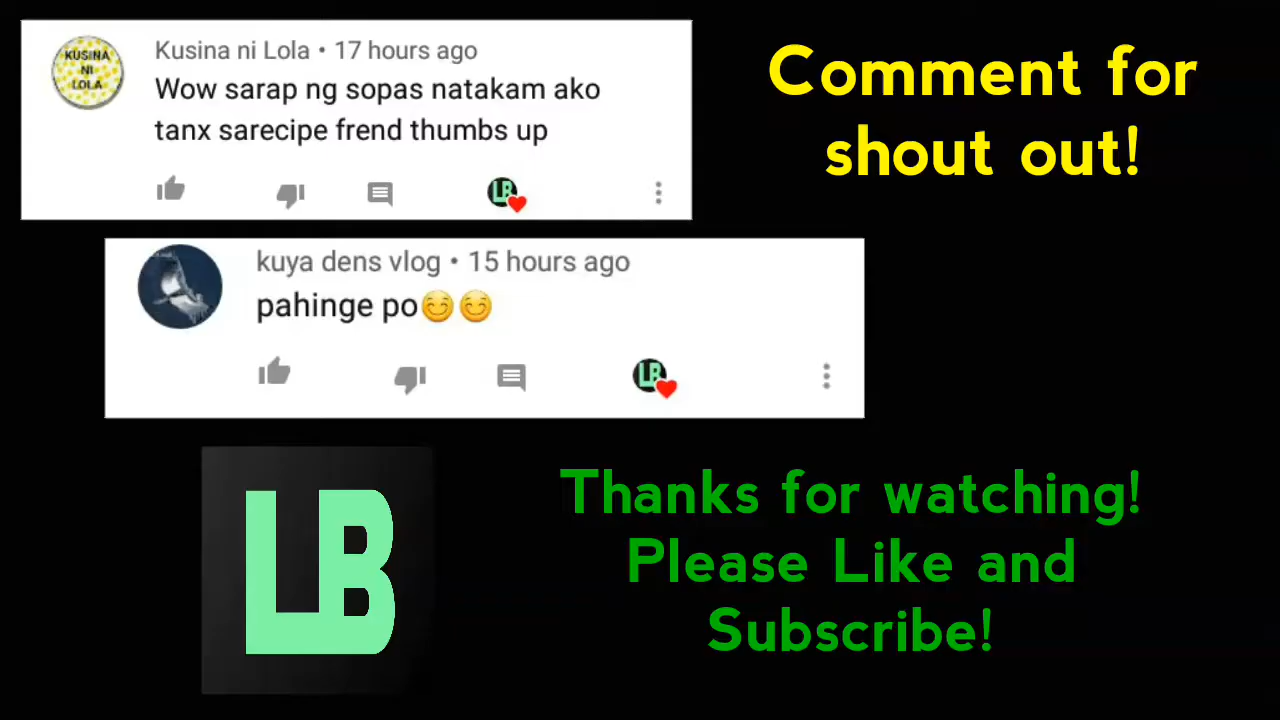 KUSINA
NI
LOLA
Kusina ni Lola • 17 hours ago
Wow sarap ng sopas natakam ako
tanx sarecipe frend thumbs up
LB
Comment for
shout out!
kuya dens vlog • 15 hours ago
pahinge po😊😊
LB
LB
Thanks for watching!
Please Like and
Subscribe!